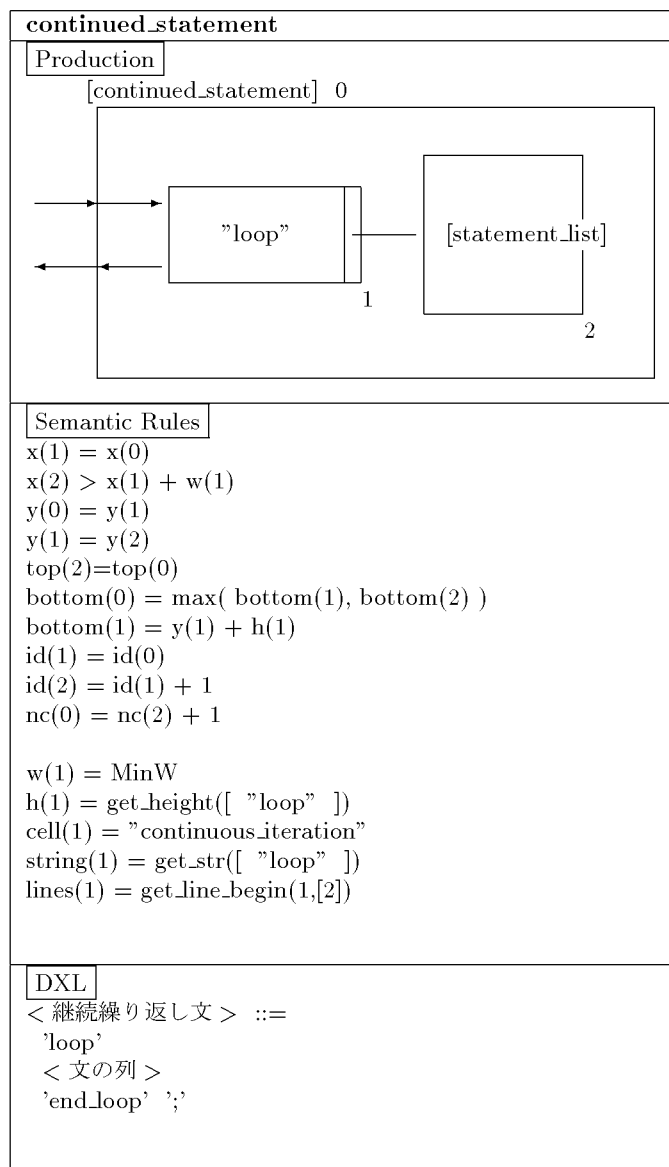 continued_statement
Production
[continued_statement] 0
"loop"
[statement_list]
1
2
Semantic Rules
x(1) = x(0)
x(2) > x(1) + w(1)
y(0) = y(1)
y(1) = y(2)
top(2)=top(0)
bottom(0) = max( bottom(1), bottom(2) )
bottom(1) = y(1) + h(1)
id(1) = id(0)
id(2) = id(1) + 1
nc(0) = nc(2) + 1
w(1) = MinW
h(1) = get_height([ "loop" ])
cell(1) = "continuous_iteration"
string(1) = get_str([ "loop" ])
lines(1) = get_line_begin(1,[2])
DXL
< 継続繰り返し文 > ::=
'loop'
< 文の列 >
'end_loop' ';'